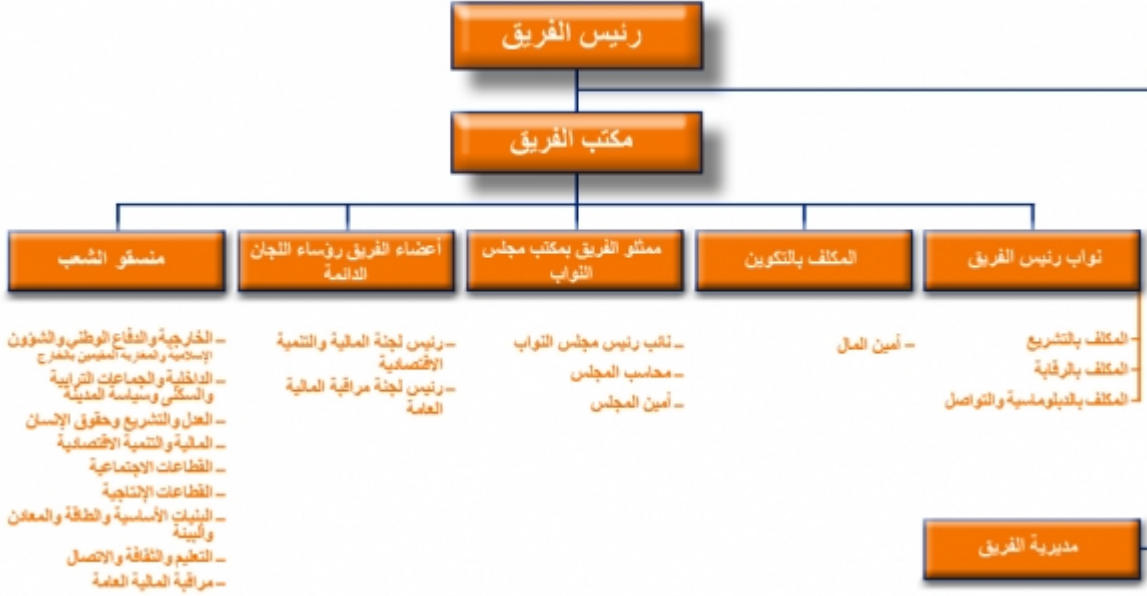 رئيس الفريق
مكتب الفريق
نواب رئيس الفريق
المكلف بالتشريع
المكلف بالرقابة
المكلف بالدبلوماسية والتواصل
المكلف بالتكوين
– أمين المال
ممثلو الفريق بمكتب مجلس
النواب
– نائب رئيس مجلس النواب
– محاسب المجلس
– أمين المجلس
أعضاء الفريق رؤساء اللجان
الدائمة
– رئيس لجنة المالية والتنمية
الاقتصادية
– رئيس لجنة مراقبة المالية
العامة
منسقو الشعب
– الخارجية والدفاع الوطني والشؤون
الإسلامية والمغاربة المقيمين بالخارج
– الداخلية والجماعات الترابية
والسكنى وسياسة المدينة
– العدل والتشريع وحقوق الإنسان
– المالية والتنمية الاقتصادية
– القطاعات الاجتماعية
– القطاعات الإنتاجية
– البنيات الأساسية والطاقة والمعادن
والبيئة
– التعليم والثقافة والاتصال
– مراقبة المالية العامة
مديرية الفريق